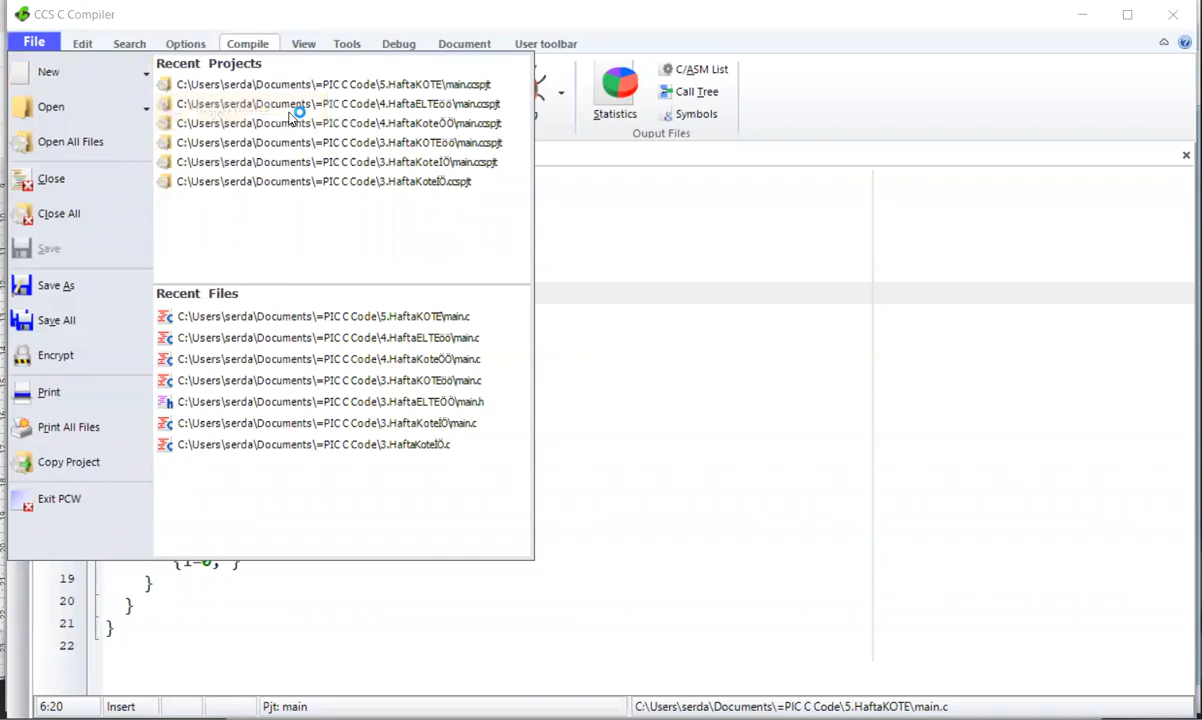 CCS C Compiler
File Edit Search Options Compile View Tools Debug Document User toolbar
New
Open
Open All Files
Close
Close All
Save
Save As
Save All
Encrypt
Print
Print All Files
Copy Project
Exit PCW
Recent Projects
C:\Users\serda\Documents\=PIC C Code\5.HaftaKOTE\main.ccspjt
C:\Users\serda\Documents\=PIC C Code\4.HaftaELTEöö\main.ccspjt
C:\Users\serda\Documents\=PIC C Code\4.HaftaKoteÖÖ\main.ccspjt
C:\Users\serda\Documents\=PIC C Code\3.HaftaKOTEöö\main.ccspjt
C:\Users\serda\Documents\=PIC C Code\3.HaftaKoteİÖ\main.ccspjt
C:\Users\serda\Documents\=PIC C Code\3.HaftaKoteİÖ.ccspjt
Recent Files
C:\Users\serda\Documents\=PIC C Code\5.HaftaKOTE\main.c
C:\Users\serda\Documents\=PIC C Code\4.HaftaELTEöö\main.c
C:\Users\serda\Documents\=PIC C Code\4.HaftaKoteÖÖ\main.c
C:\Users\serda\Documents\=PIC C Code\3.HaftaKOTEöö\main.c
C:\Users\serda\Documents\=PIC C Code\3.HaftaELTEÖÖ\main.h
C:\Users\serda\Documents\=PIC C Code\3.HaftaKoteİÖ\main.c
C:\Users\serda\Documents\=PIC C Code\3.HaftaKoteİÖ.c
Statistics
C/ASM List
Call Tree
Symbols
Ouput Files
19 }
20 }
21 }
22
6:20 Insert Pjt: main C:\Users\serda\Documents\=PIC C Code\5.HaftaKOTE\main.c